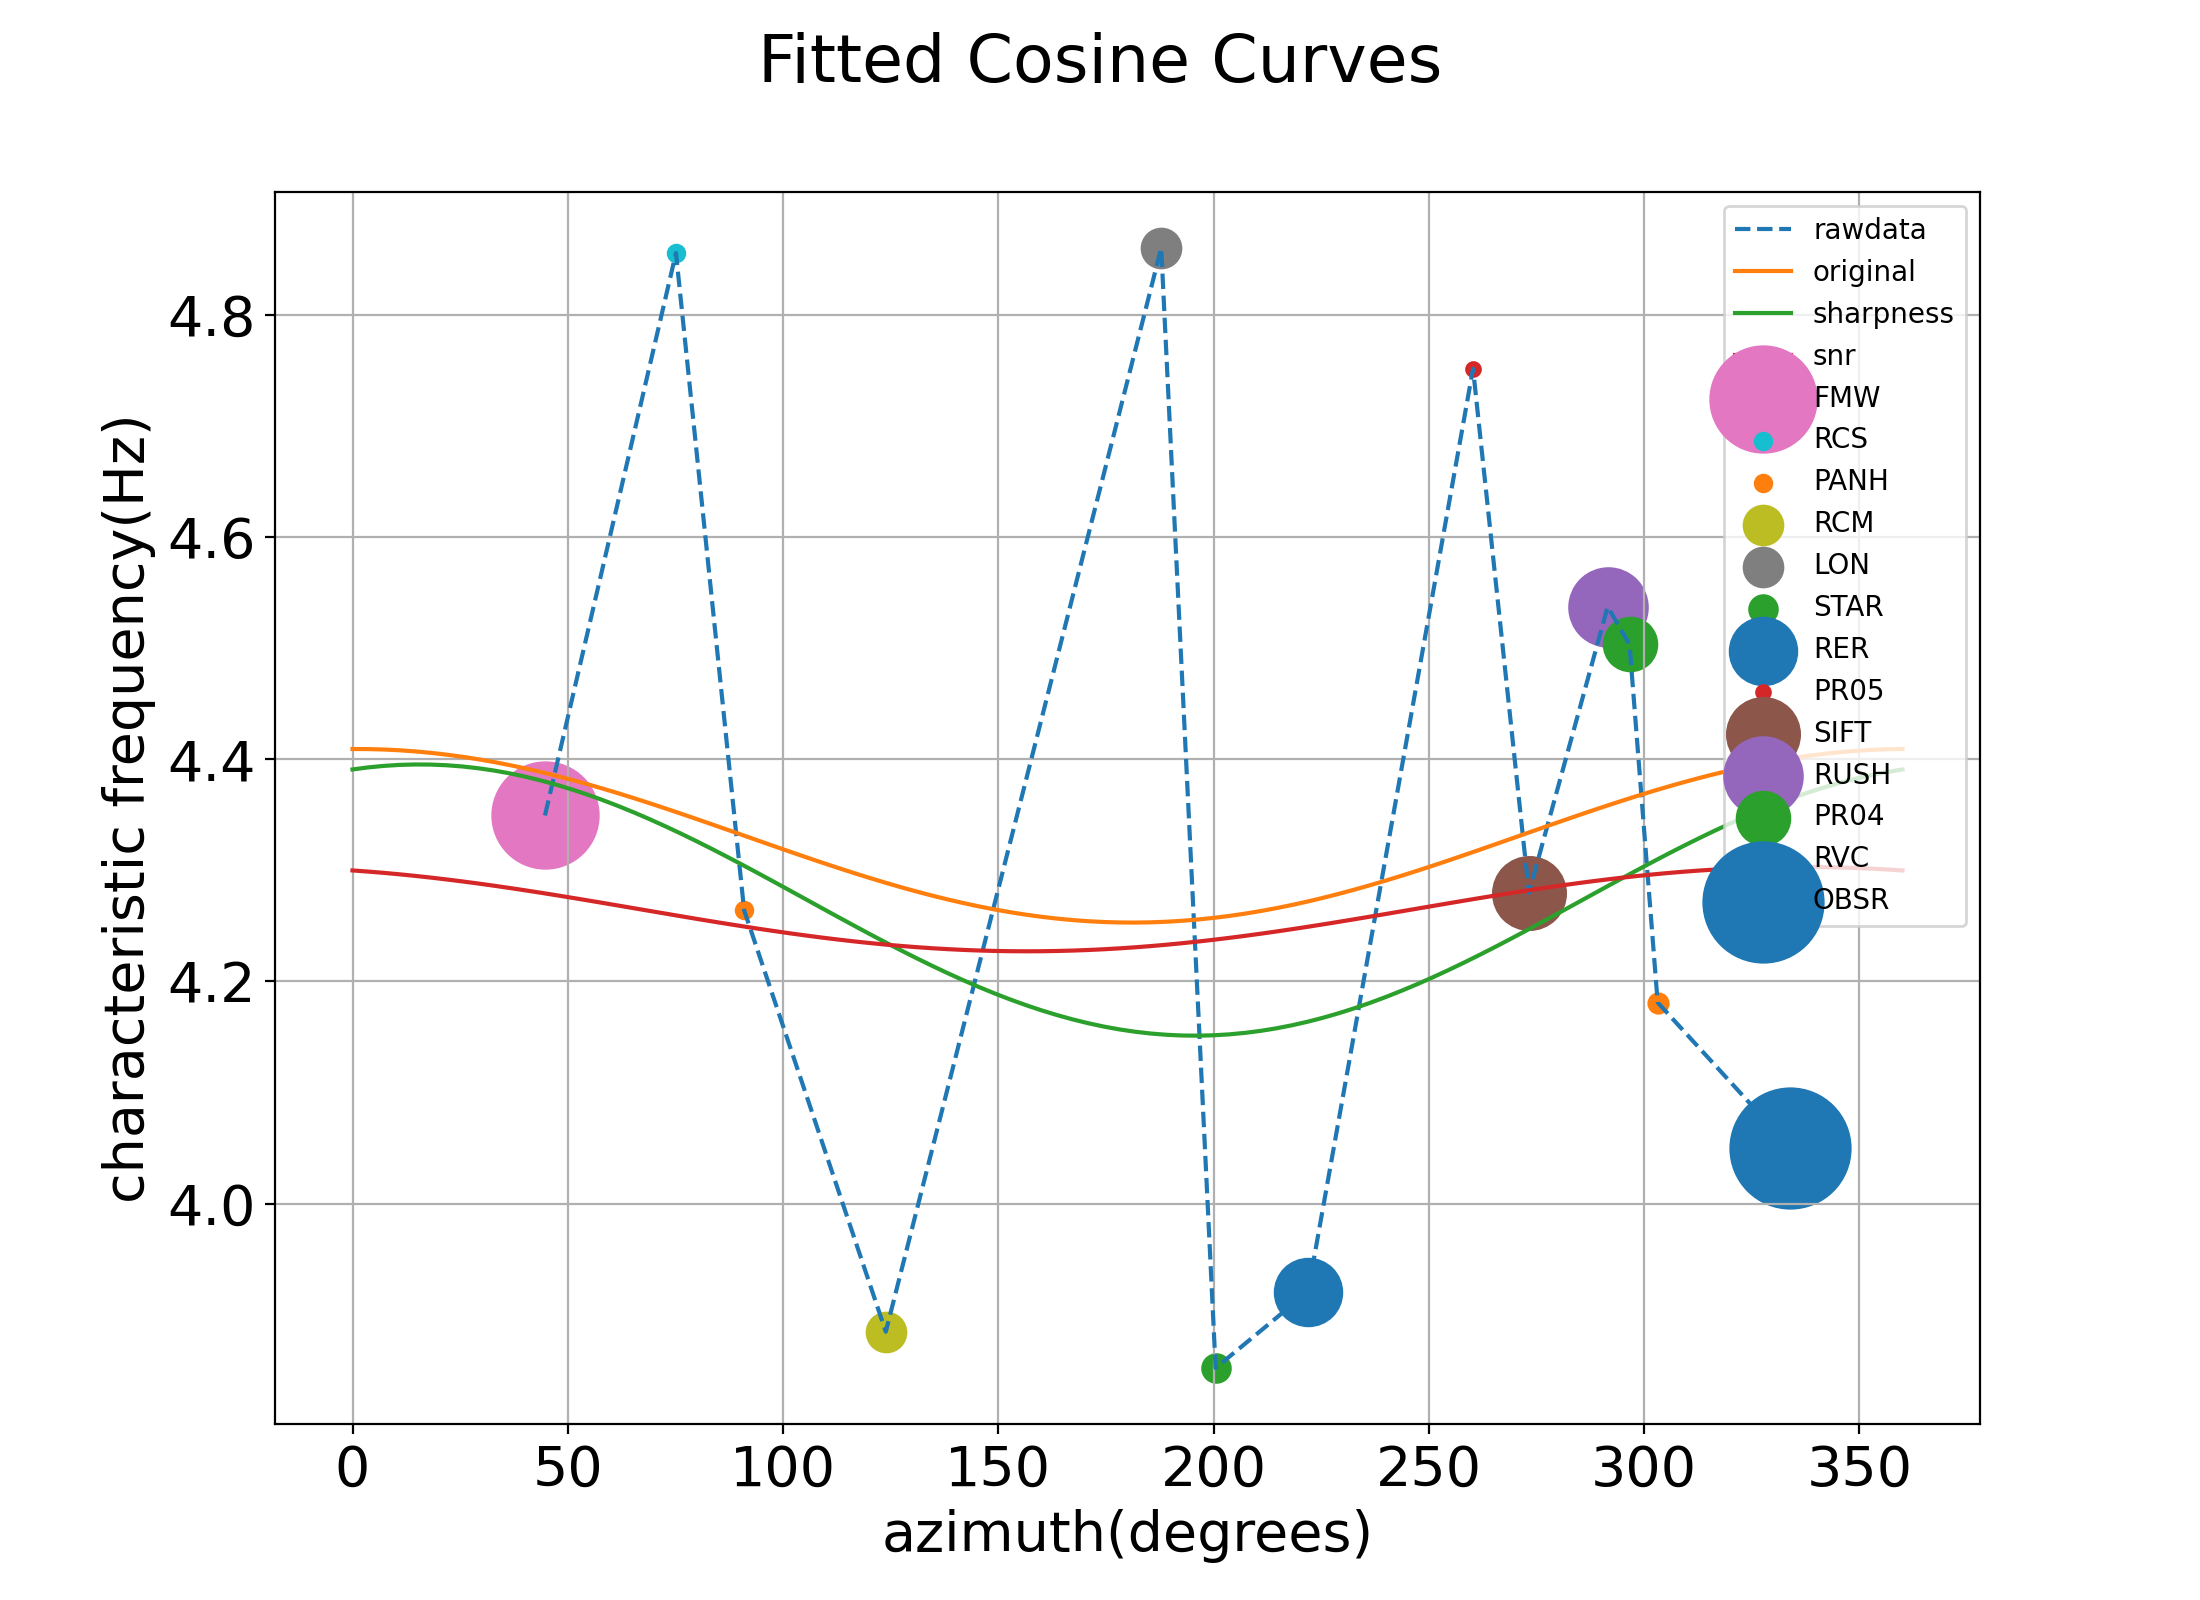 Fitted Cosine Curves
characteristic frequency(Hz)
4.8
4.6
4.4
4.2
4.0
0 50 100 150 200 250 300 350
azimuth(degrees)
rawdata
original
sharpness
snr
FMW
RCS
PANH
RCM
LON
STAR
RER
PR05
SIFT
RUSH
PR04
RVC
OBSR